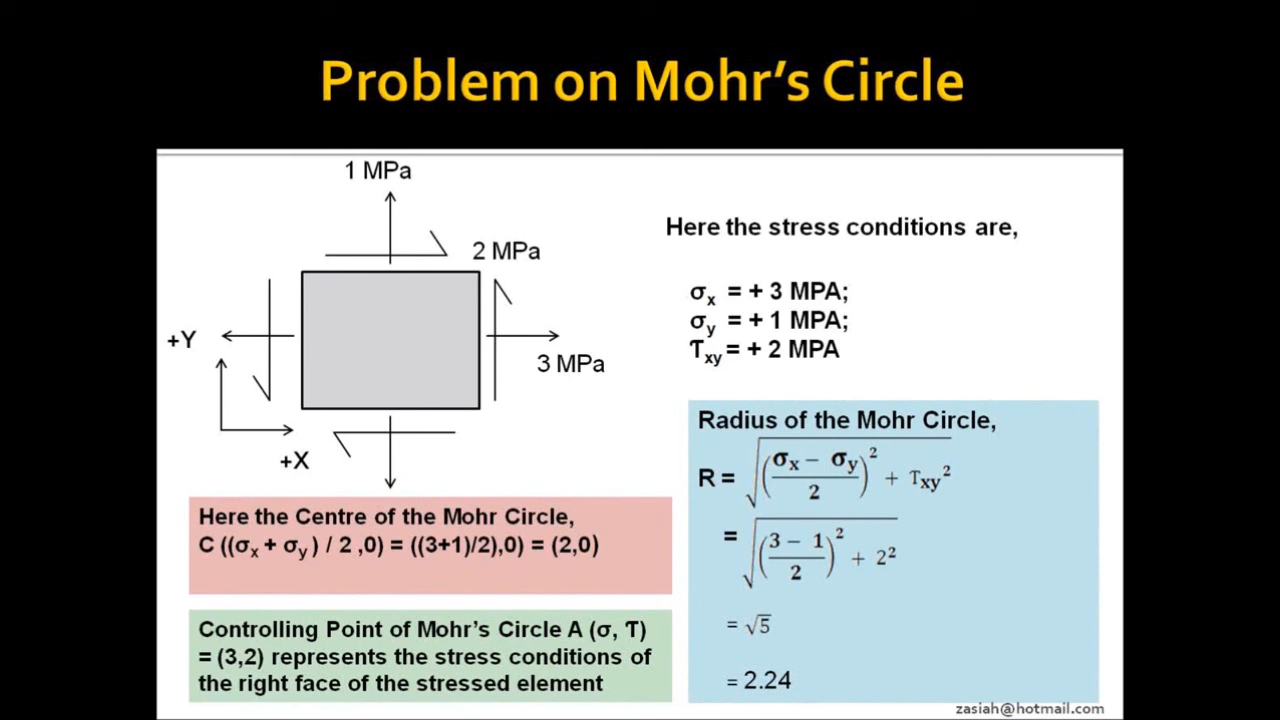 Problem on Mohr's Circle
1 MPa
2 MPa
+Y
3 MPa
+X
Here the stress conditions are,
σx = + 3 MPA;
σy = + 1 MPA;
Ƭxy = + 2 MPA
Here the Centre of the Mohr Circle,
C ((σx + σy ) / 2 ,0) = ((3+1)/2),0) = (2,0)
Controlling Point of Mohr's Circle A (σ, Ƭ)
= (3,2) represents the stress conditions of
the right face of the stressed element
Radius of the Mohr Circle,
R = √((σx − σy)/2)² + Ƭxy²
= √((3 − 1)/2)² + 2²
= √5
= 2.24
zasiah@hotmail.com